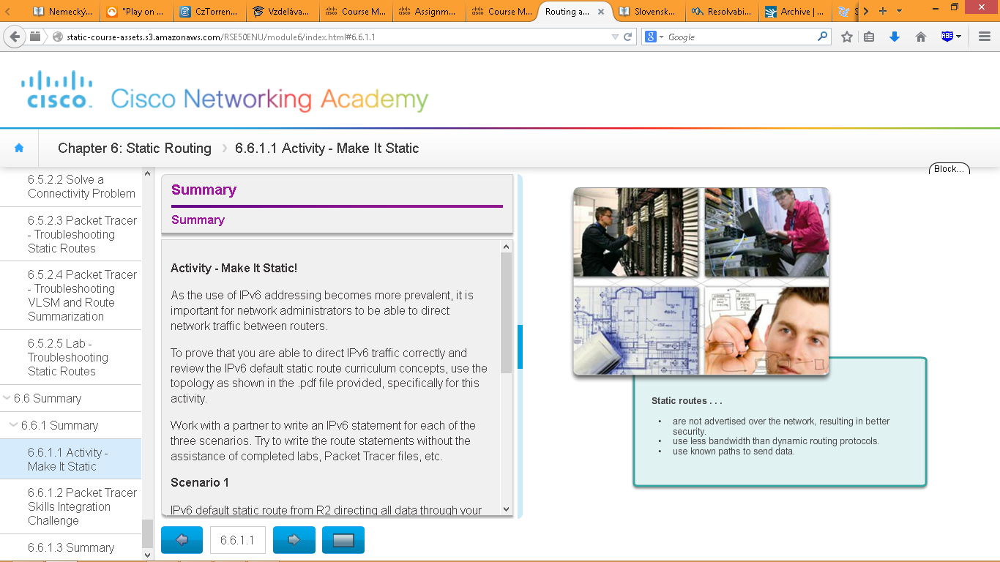 Nemecký...
"Play on ...
CzTorren...
Vzdeláva...
Course M...
Assignm...
Course M...
Routing a...
Slovensk...
Resolvabi...
Archive | ...
static-course-assets.s3.amazonaws.com/RSE50ENU/module6/index.html#6.6.1.1
Google
ABE
CISCO
Cisco Networking Academy
Chapter 6: Static Routing
6.6.1.1 Activity - Make It Static
Block...
6.5.2.2 Solve a
Connectivity Problem
6.5.2.3 Packet Tracer
- Troubleshooting
Static Routes
6.5.2.4 Packet Tracer
- Troubleshooting
VLSM and Route
Summarization
6.5.2.5 Lab -
Troubleshooting
Static Routes
6.6 Summary
6.6.1 Summary
6.6.1.1 Activity -
Make It Static
6.6.1.2 Packet Tracer
Skills Integration
Challenge
6.6.1.3 Summary
Summary
Summary
Activity - Make It Static!
As the use of IPv6 addressing becomes more prevalent, it is
important for network administrators to be able to direct
network traffic between routers.
To prove that you are able to direct IPv6 traffic correctly and
review the IPv6 default static route curriculum concepts, use the
topology as shown in the .pdf file provided, specifically for this
activity.
Work with a partner to write an IPv6 statement for each of the
three scenarios. Try to write the route statements without the
assistance of completed labs, Packet Tracer files, etc.
Scenario 1
IPv6 default static route from R2 directing all data through your
6.6.1.1
Static routes . . .
• are not advertised over the network, resulting in better
security.
• use less bandwidth than dynamic routing protocols.
• use known paths to send data.